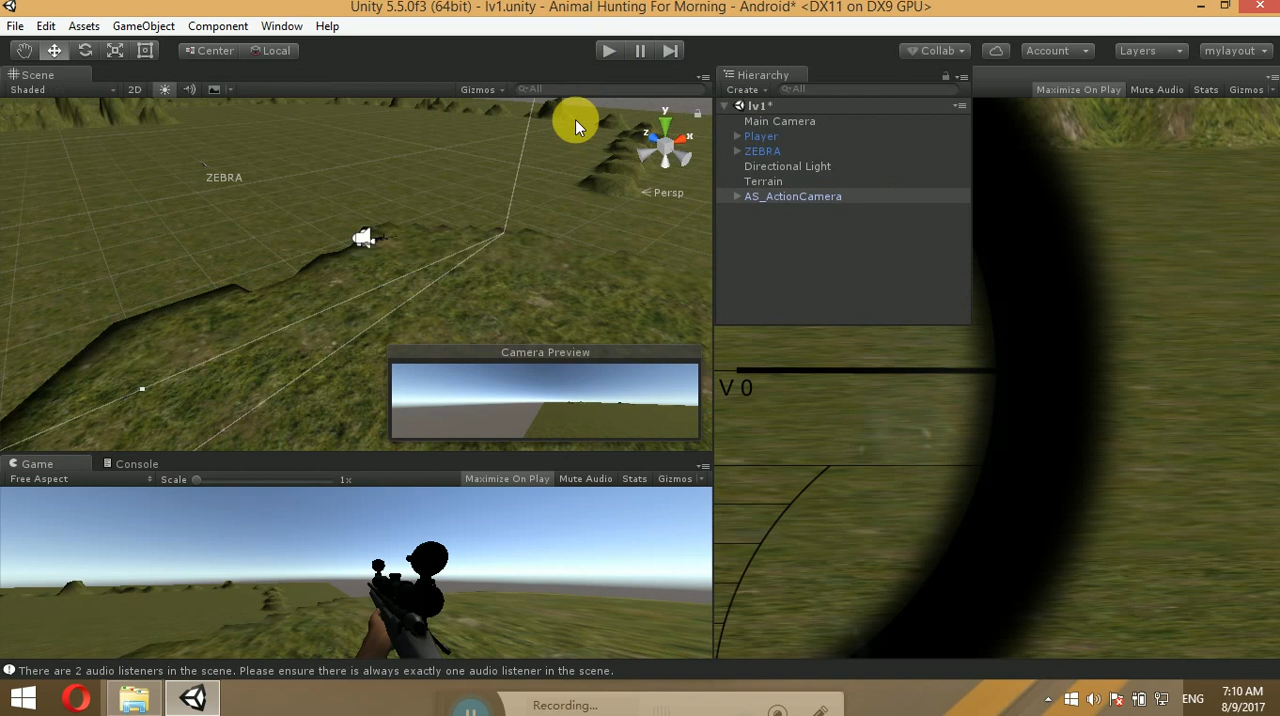 Unity 5.5.0f3 (64bit) - lv1.unity - Animal Hunting For Morning - Android* <DX11 on DX9 GPU>
File Edit Assets GameObject Component Window Help
Center Local Collab Account Layers mylayout
Scene
Shaded 2D Gizmos All
y
x
z
Persp
ZEBRA
Camera Preview
Hierarchy
Create All
lv1*
Main Camera
Player
ZEBRA
Directional Light
Terrain
AS_ActionCamera
Maximize On Play Mute Audio Stats Gizmos
V 0
Game Console
Free Aspect Scale 1x Maximize On Play Mute Audio Stats Gizmos
There are 2 audio listeners in the scene. Please ensure there is always exactly one audio listener in the scene.
Recording...
ENG
7:10 AM
8/9/2017